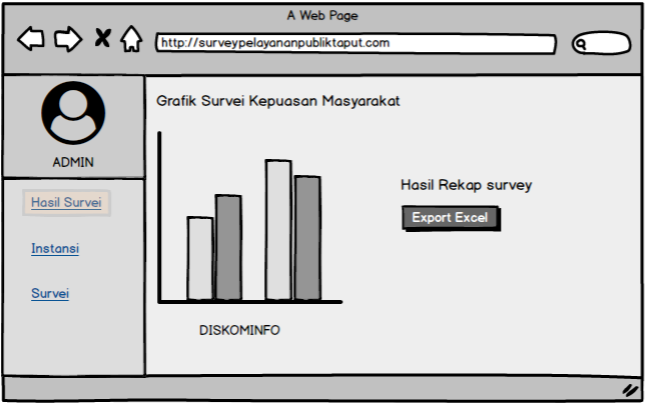 A Web Page
http://surveypelayananpubliktaput.com
ADMIN
Hasil Survei
Instansi
Survei
Grafik Survei Kepuasan Masyarakat
DISKOMINFO
Hasil Rekap survey
Export Excel